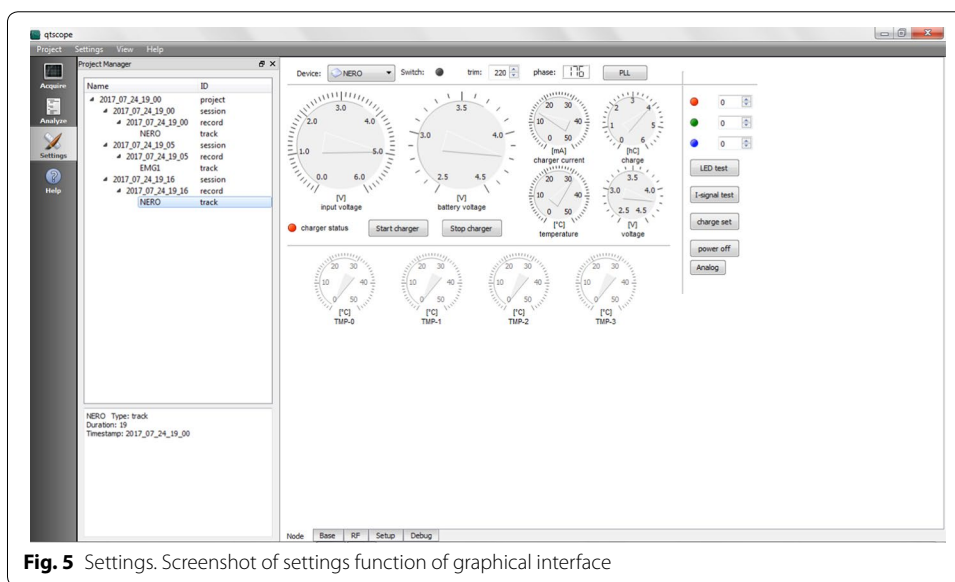 qtscope
Project Settings View Help
Acquire
Analyze
Settings
Help
Project Manager
Name ID
2017_07_24_19_00 project
2017_07_24_19_00 session
2017_07_24_19_00 record
NERO track
2017_07_24_19_05 session
2017_07_24_19_05 record
EMG1 track
2017_07_24_19_16 session
2017_07_24_19_16 record
NERO track
NERO Type: track
Duration: 19
Timestamp: 2017_07_24_19_00
Device: NERO Switch: trim: 220 phase: 176 PLL
0.0 1.0 2.0 3.0 4.0 5.0 6.0
[V]
input voltage
2.5 3.0 3.5 4.0 4.5
[V]
battery voltage
0 10 20 30 40 50
[mA]
charger current
0 1 2 3 4 5 6
[hC]
charge
0 10 20 30 40 50
[°C]
temperature
2.5 3.0 3.5 4.0 4.5
[V]
voltage
charger status Start charger Stop charger
0 10 20 30 40 50
[°C]
TMP-0
0 10 20 30 40 50
[°C]
TMP-1
0 10 20 30 40 50
[°C]
TMP-2
0 10 20 30 40 50
[°C]
TMP-3
0
0
0
LED test
I-signal test
charge set
power off
Analog
Node Base RF Setup Debug
Fig. 5 Settings. Screenshot of settings function of graphical interface